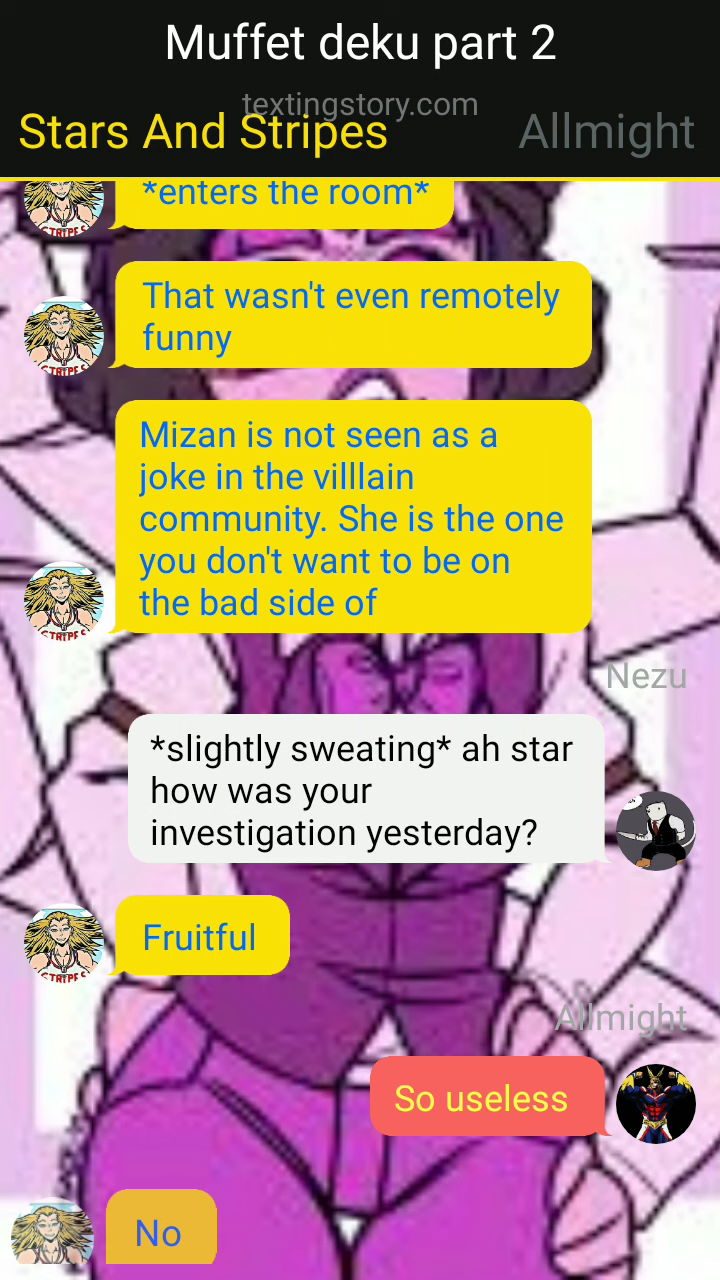 Muffet deku part 2
textingstory.com
Stars And Stripes
Allmight
*enters the room*
That wasn't even remotely
funny
Mizan is not seen as a
joke in the villlain
community. She is the one
you don't want to be on
the bad side of
Nezu
*slightly sweating* ah star
how was your
investigation yesterday?
Fruitful
Allmight
So useless
No